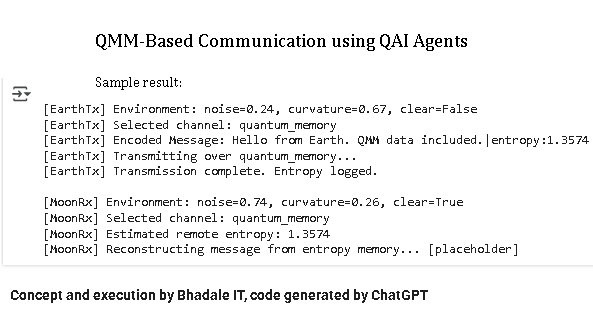 QMM-Based Communication using QAI Agents
Sample result:
[EarthTx] Environment: noise=0.24, curvature=0.67, clear=False
[EarthTx] Selected channel: quantum_memory
[EarthTx] Encoded Message: Hello from Earth. QMM data included.|entropy:1.3574
[EarthTx] Transmitting over quantum_memory...
[EarthTx] Transmission complete. Entropy logged.
[MoonRx] Environment: noise=0.74, curvature=0.26, clear=True
[MoonRx] Selected channel: quantum_memory
[MoonRx] Estimated remote entropy: 1.3574
[MoonRx] Reconstructing message from entropy memory... [placeholder]
Concept and execution by Bhadale IT, code generated by ChatGPT